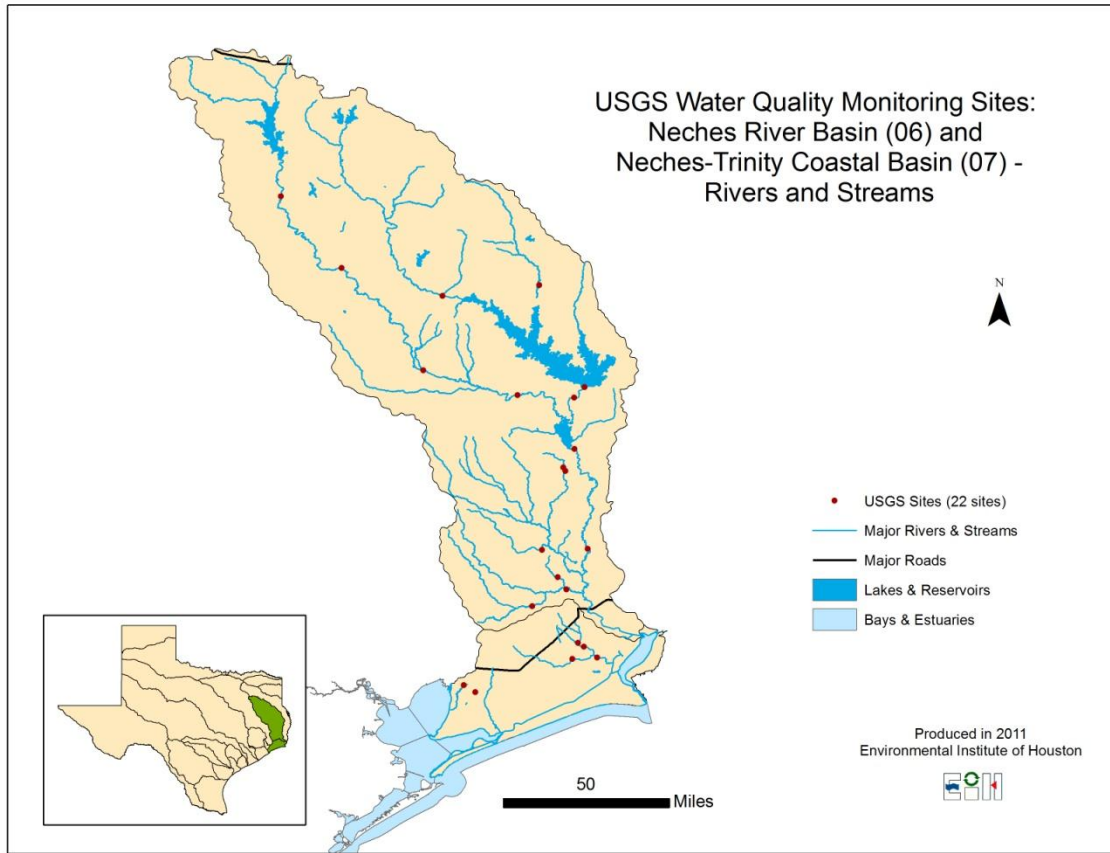 USGS Water Quality Monitoring Sites:
Neches River Basin (06) and
Neches-Trinity Coastal Basin (07) -
Rivers and Streams
N
USGS Sites (22 sites)
Major Rivers & Streams
Major Roads
Lakes & Reservoirs
Bays & Estuaries
50
Miles
Produced in 2011
Environmental Institute of Houston